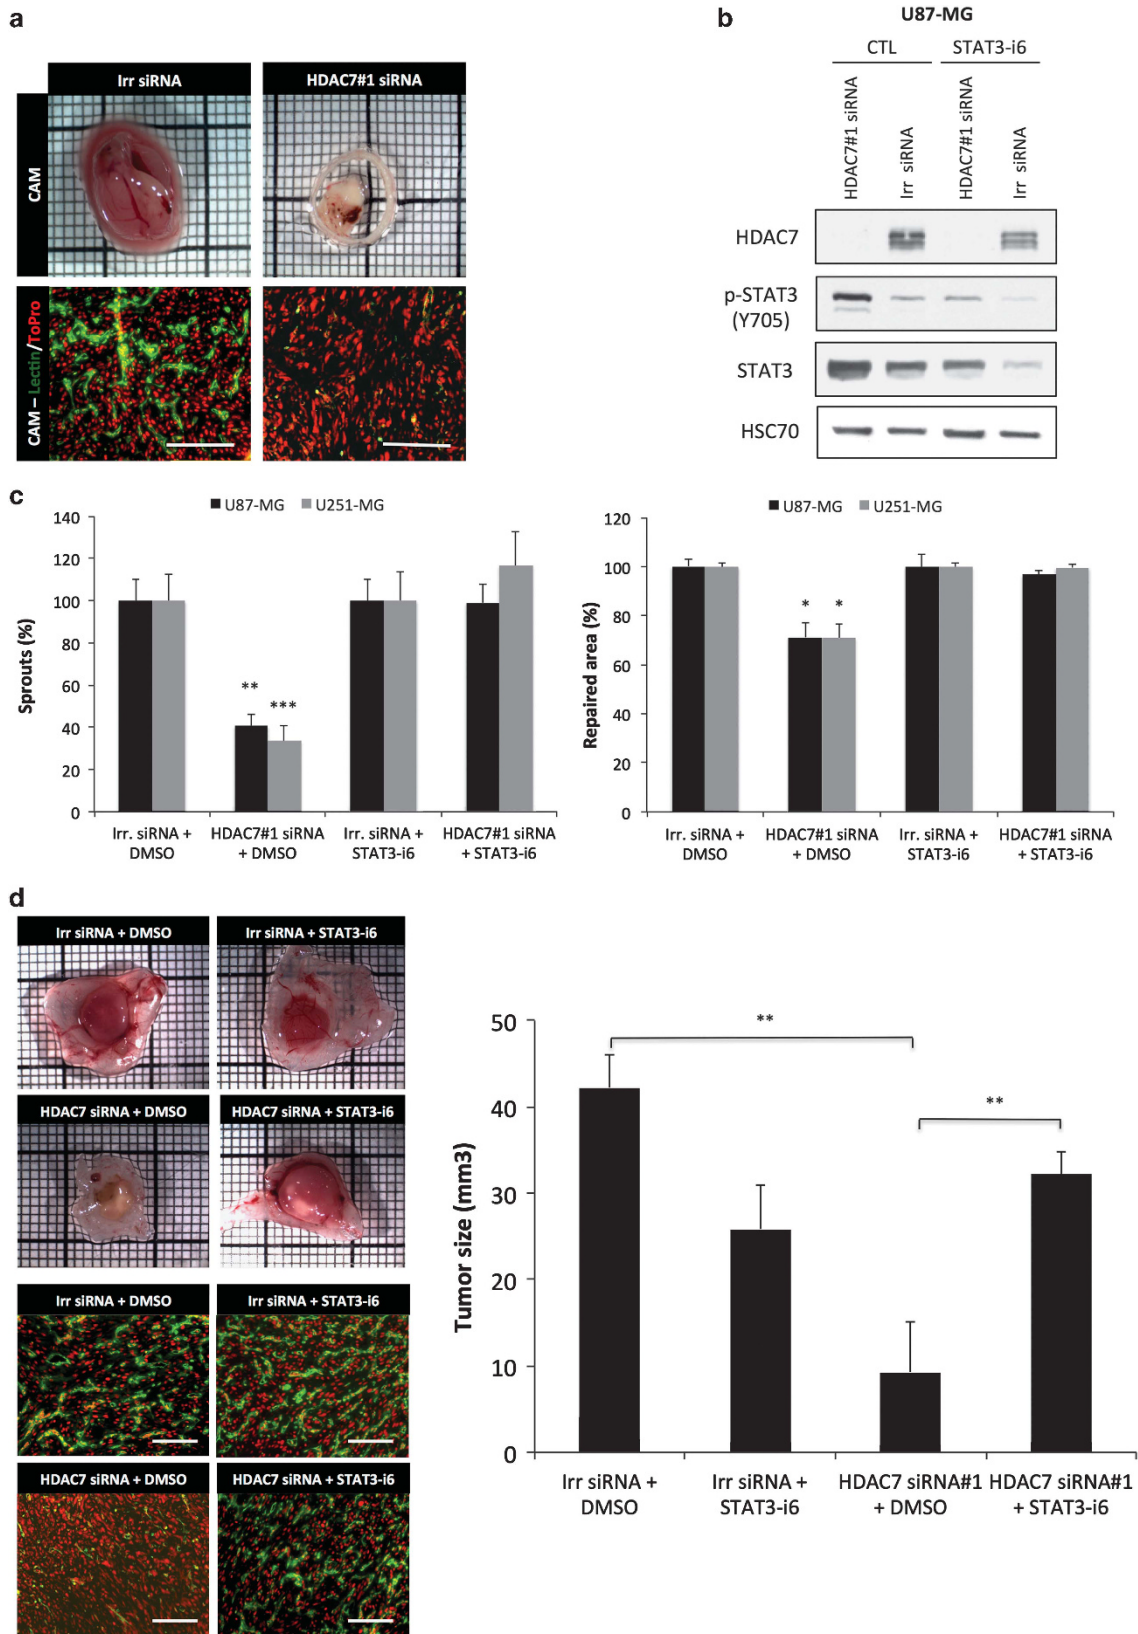 a
Irr siRNA
HDAC7#1 siRNA
CAM
CAM – Lectin/ToPro
b
U87-MG
CTL
STAT3-i6
HDAC7#1 siRNA
Irr siRNA
HDAC7#1 siRNA
Irr siRNA
HDAC7
p-STAT3
(Y705)
STAT3
HSC70
c
U87-MG
U251-MG
Sprouts (%)
140
120
100
80
60
40
20
0
**
***
Irr. siRNA +
DMSO
HDAC7#1 siRNA
+ DMSO
Irr. siRNA +
STAT3-i6
HDAC7#1 siRNA
+ STAT3-i6
U87-MG
U251-MG
Repaired area (%)
120
100
80
60
40
20
0
*
*
Irr. siRNA +
DMSO
HDAC7#1 siRNA
+ DMSO
Irr. siRNA +
STAT3-i6
HDAC7#1 siRNA
+ STAT3-i6
d
Irr siRNA + DMSO
Irr siRNA + STAT3-i6
HDAC7 siRNA + DMSO
HDAC7 siRNA + STAT3-i6
Irr siRNA + DMSO
Irr siRNA + STAT3-i6
HDAC7 siRNA + DMSO
HDAC7 siRNA + STAT3-i6
Tumor size (mm3)
50
40
30
20
10
0
**
**
Irr siRNA +
DMSO
Irr siRNA +
STAT3-i6
HDAC7 siRNA#1
+ DMSO
HDAC7 siRNA#1
+ STAT3-i6